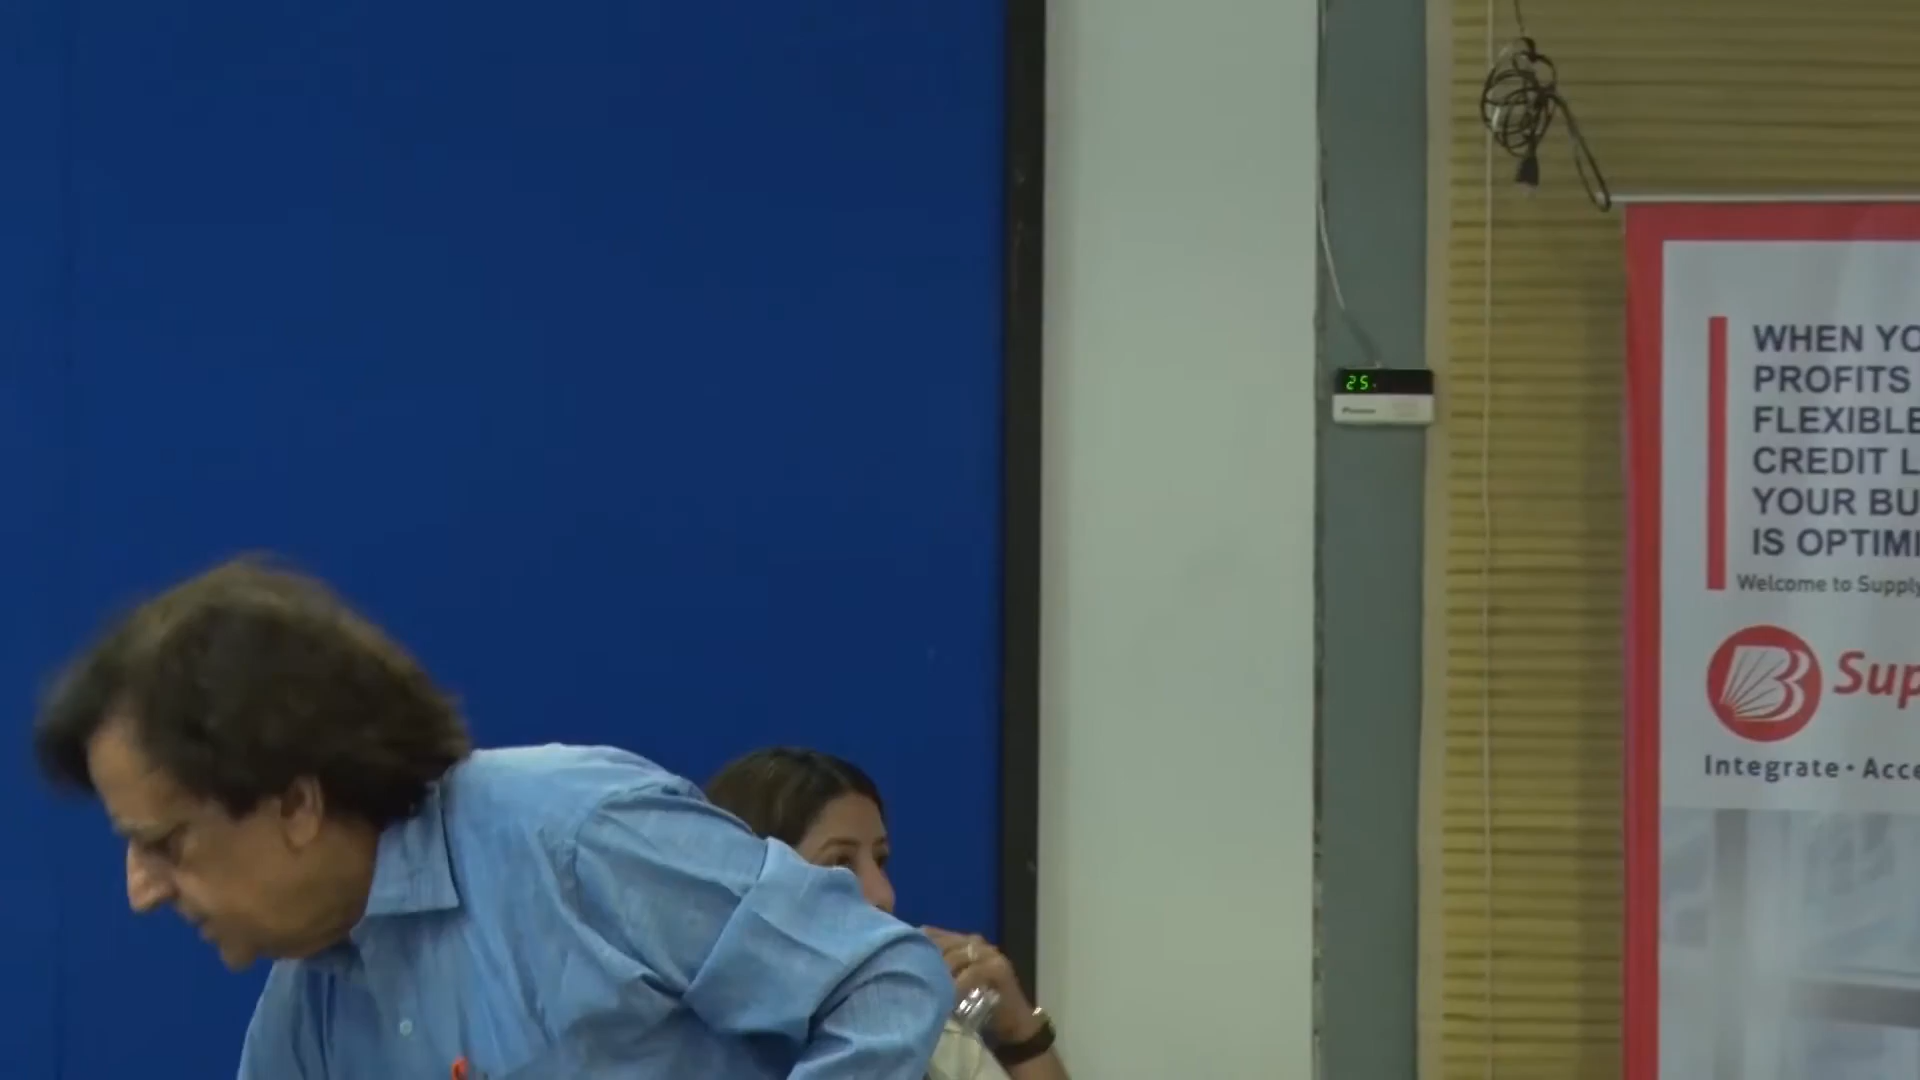 25
WHEN YO
PROFITS
FLEXIBLE
CREDIT L
YOUR BU
IS OPTIMI
Welcome to Supply
B
Sup
Integrate • Acce